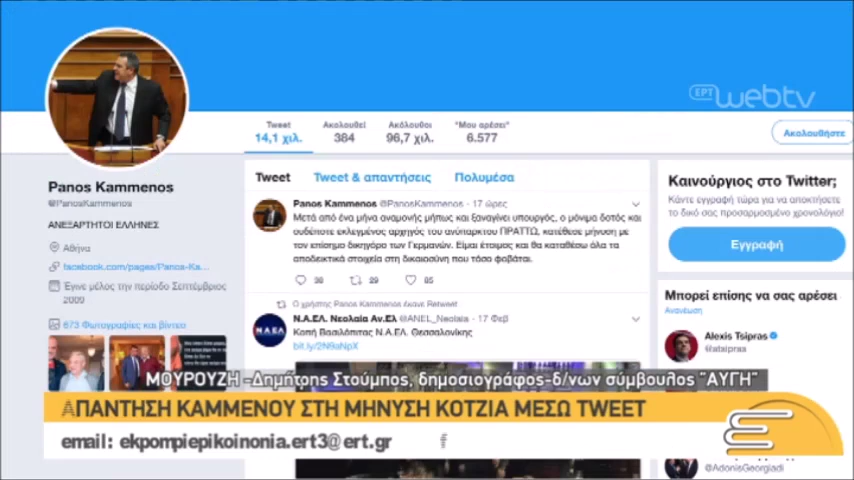 ΕΡΤ webtv
Tweet Ακολουθεί Ακόλουθοι "Μου αρέσει"
14,1 χιλ. 384 96,7 χιλ. 6.577
Ακολουθήστε
Panos Kammenos
@PanosKammenos
ΑΝΕΞΑΡΤΗΤΟΙ ΕΛΛΗΝΕΣ
Αθήνα
facebook.com/pages/Panos-Ka...
Έγινε μέλος την περίοδο Σεπτέμβριος
2009
673 Φωτογραφίες και βίντεο
Tweet Tweet & απαντήσεις Πολυμέσα
Panos Kammenos @PanosKammenos · 17 ώρες
Μετά από ένα μήνα αναμονής μήπως και ξαναγίνει υπουργός, ο μόνιμα δοτός και
ουδέποτε εκλεγμένος αρχηγός του ανύπαρκτου ΠΡΑΤΤΩ, κατέθεσε μήνυση με
τον επίσημο δικηγόρο των Γερμανών. Είμαι έτοιμος και θα καταθέσω όλα τα
αποδεικτικά στοιχεία στη δικαιοσύνη που τόσο φοβάται.
38 29 85
Ο χρήστης Panos Kammenos έκανε Retweet
Ν.Α.ΕΛ. Νεολαία Αν.Ελ @ANEL_Neolaia · 17 Φεβ
Κοπή Βασιλόπιτας Ν.Α.ΕΛ. Θεσσαλονίκης
bit.ly/2N9aNpX
Ν.Α.ΕΛ
Καινούργιος στο Twitter;
Κάντε εγγραφή τώρα για να αποκτήσετε
το δικό σας προσαρμοσμένο χρονολόγιο!
Εγγραφή
Μπορεί επίσης να σας αρέσει
Ανανέωση
Alexis Tsipras
@atsipras
ΜΟΥΡΟΥΖΗ -Δημήτρης Στούμπος, δημοσιογράφος-δ/νων σύμβουλος "ΑΥΓΗ"
ΑΠΑΝΤΗΣΗ ΚΑΜΜΕΝΟΥ ΣΤΗ ΜΗΝΥΣΗ ΚΟΤΖΙΑ ΜΕΣΩ TWEET
email: ekpompiepikoinonia.ert3@ert.gr
@AdonisGeorgiadi